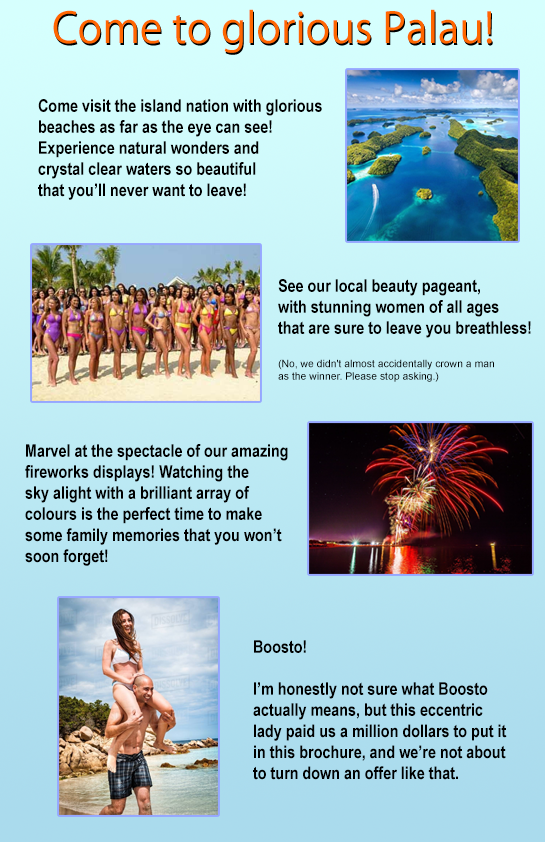 Come to glorious Palau!
Come visit the island nation with glorious
beaches as far as the eye can see!
Experience natural wonders and
crystal clear waters so beautiful
that you’ll never want to leave!
See our local beauty pageant,
with stunning women of all ages
that are sure to leave you breathless!
(No, we didn't almost accidentally crown a man
as the winner. Please stop asking.)
Marvel at the spectacle of our amazing
fireworks displays! Watching the
sky alight with a brilliant array of
colours is the perfect time to make
some family memories that you won’t
soon forget!
Boosto!
I’m honestly not sure what Boosto
actually means, but this eccentric
lady paid us a million dollars to put it
in this brochure, and we’re not about
to turn down an offer like that.